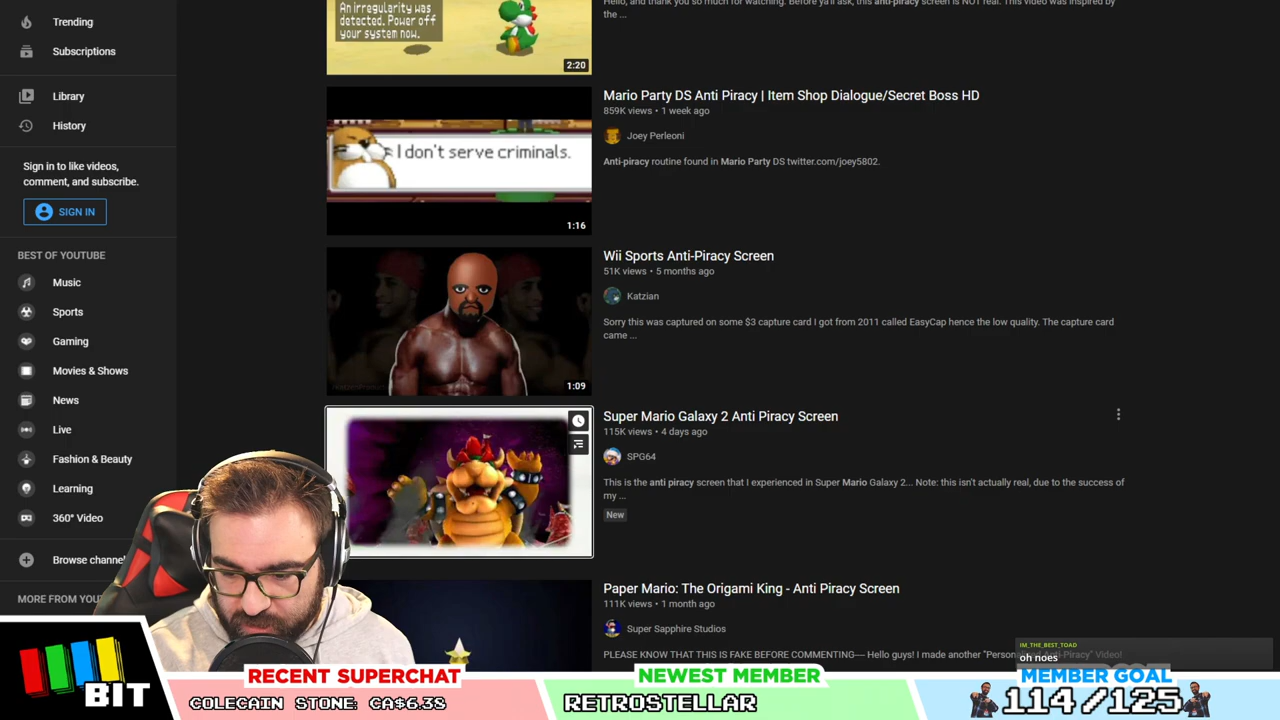 Trending
Subscriptions
Library
History
Sign in to like videos,
comment, and subscribe.
SIGN IN
BEST OF YOUTUBE
Music
Sports
Gaming
Movies & Shows
News
Live
Fashion & Beauty
Learning
360° Video
Browse channel
MORE FROM YOU
An irregularity was
detected. Power off
your system now.
2:20
Hello, and thank you so much for watching. Before ya'll ask, this anti-piracy screen is NOT real. This video was inspired by
the ...
I don't serve criminals.
1:16
Mario Party DS Anti Piracy | Item Shop Dialogue/Secret Boss HD
859K views • 1 week ago
Joey Perleoni
Anti-piracy routine found in Mario Party DS twitter.com/joey5802.
1:09
Wii Sports Anti-Piracy Screen
51K views • 5 months ago
Katzian
Sorry this was captured on some $3 capture card I got from 2011 called EasyCap hence the low quality. The capture card
came ...
Super Mario Galaxy 2 Anti Piracy Screen
115K views • 4 days ago
SPG64
This is the anti piracy screen that I experienced in Super Mario Galaxy 2... Note: this isn't actually real, due to the success of
my ...
New
Paper Mario: The Origami King - Anti Piracy Screen
111K views • 1 month ago
Super Sapphire Studios
PLEASE KNOW THAT THIS IS FAKE BEFORE COMMENTING--- Hello guys! I made another "Person Anti-Piracy" Video!
IM_THE_BEST_TOAD
oh noes
BIT
RECENT SUPERCHAT
COLECAIN STONE: CA$6.38
NEWEST MEMBER
RETROSTELLAR
MEMBER GOAL
114/125